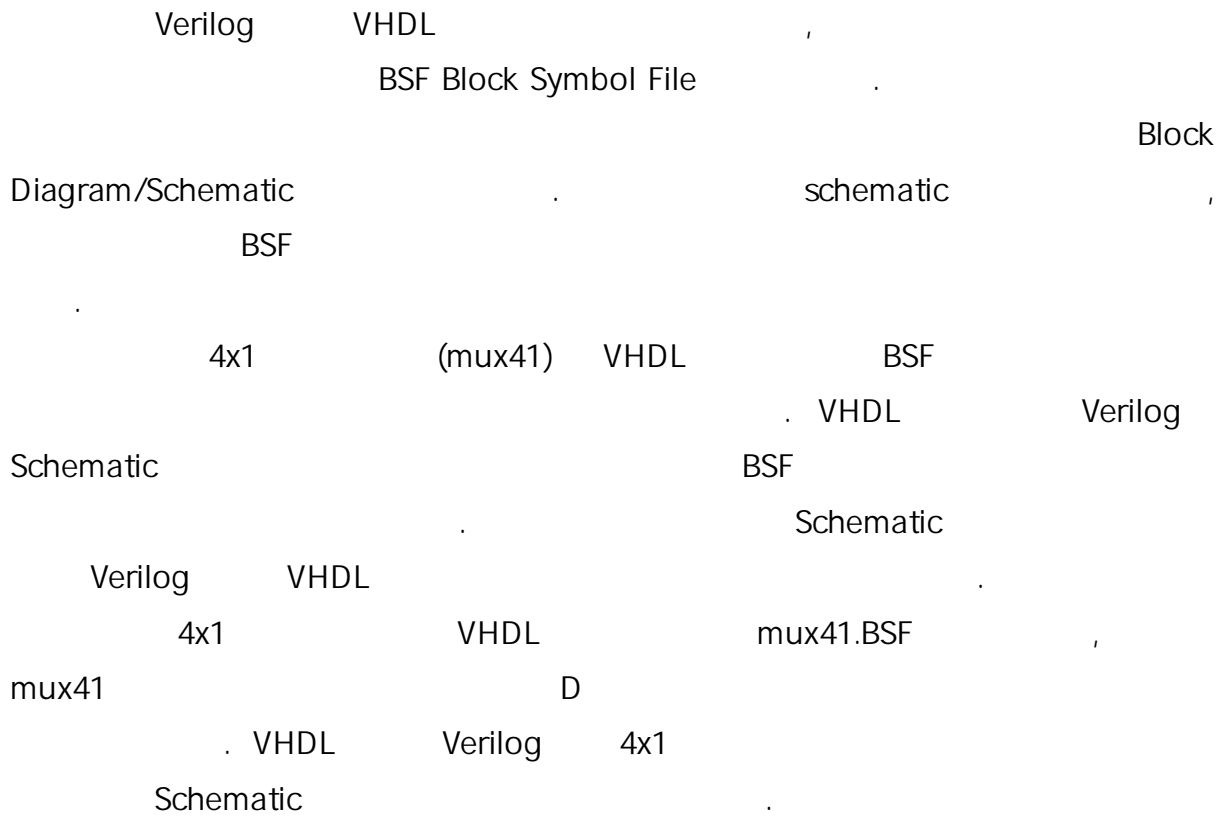 Verilog VHDL ,
BSF Block Symbol File .
Block
Diagram/Schematic . schematic ,
BSF
.
4x1 (mux41) VHDL BSF
. VHDL Verilog
Schematic BSF
. Schematic
Verilog VHDL .
4x1 VHDL mux41.BSF ,
mux41 D
. VHDL Verilog 4x1
Schematic .